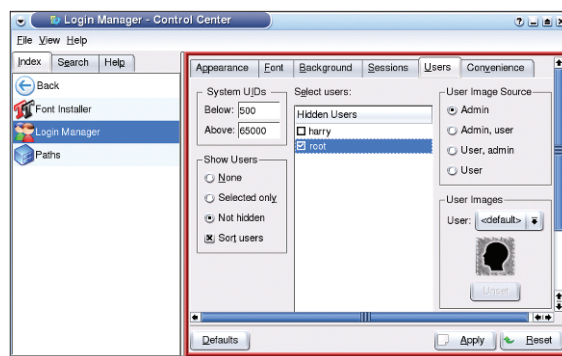 Login Manager - Control Center
File View Help
Index Search Help
Back
Font Installer
Login Manager
Paths
Appearance Font Background Sessions Users Convenience
System UIDs
Below: 500
Above: 65000
Show Users
None
Selected only
Not hidden
Sort users
Select users:
Hidden Users
harry
root
User Image Source
Admin
Admin, user
User, admin
User
User Images
User: <default>
Unset
Defaults
Apply
Reset